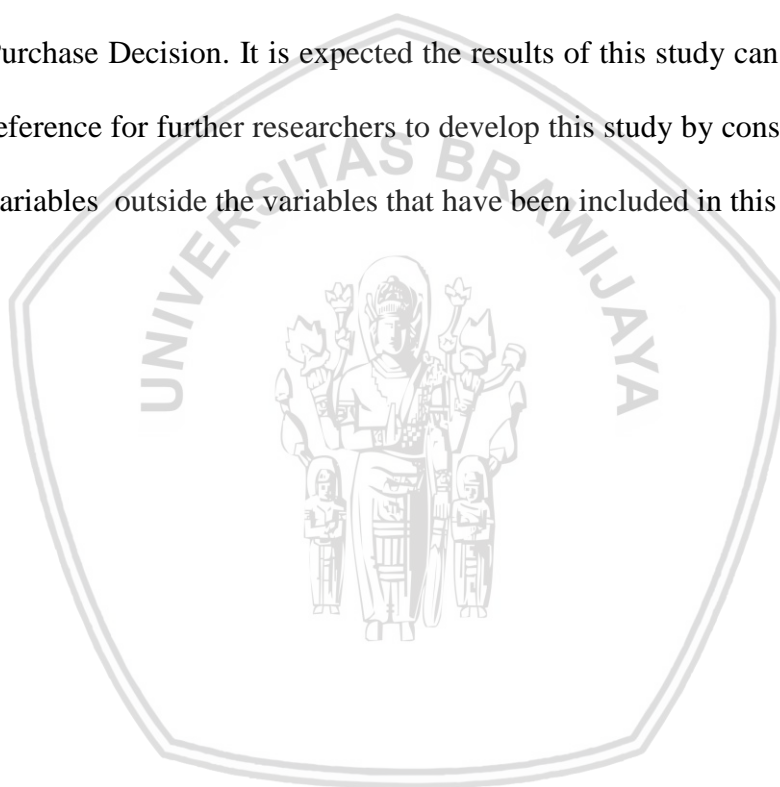 Purchase Decision. It is expected the results of this study can
eference for further researchers to develop this study by cons
ariables outside the variables that have been included in this
UNIVERSITAS BRAWIJAYA